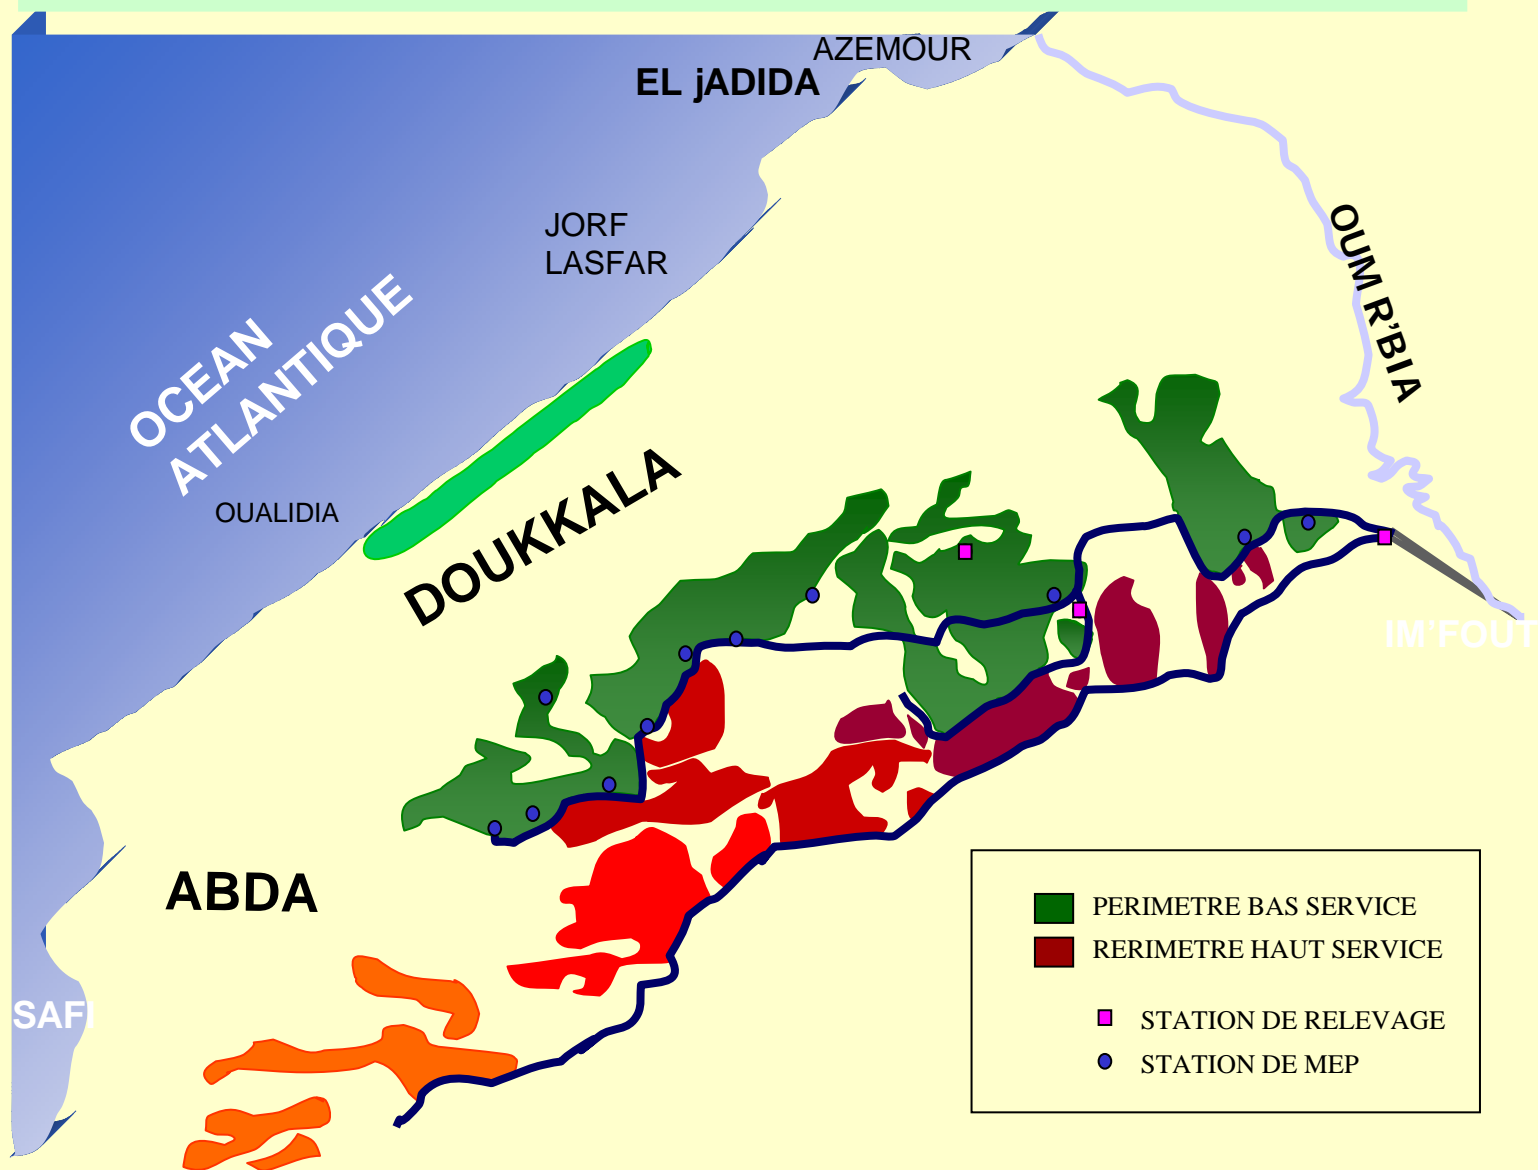 AZEMOUR
EL jADIDA
JORF
LASFAR
OUM R'BIA
OCEAN
ATLANTIQUE
OUALIDIA
DOUKKALA
IM'FOUT
ABDA
SAFI
PERIMETRE BAS SERVICE
RERIMETRE HAUT SERVICE
STATION DE RELEVAGE
STATION DE MEP